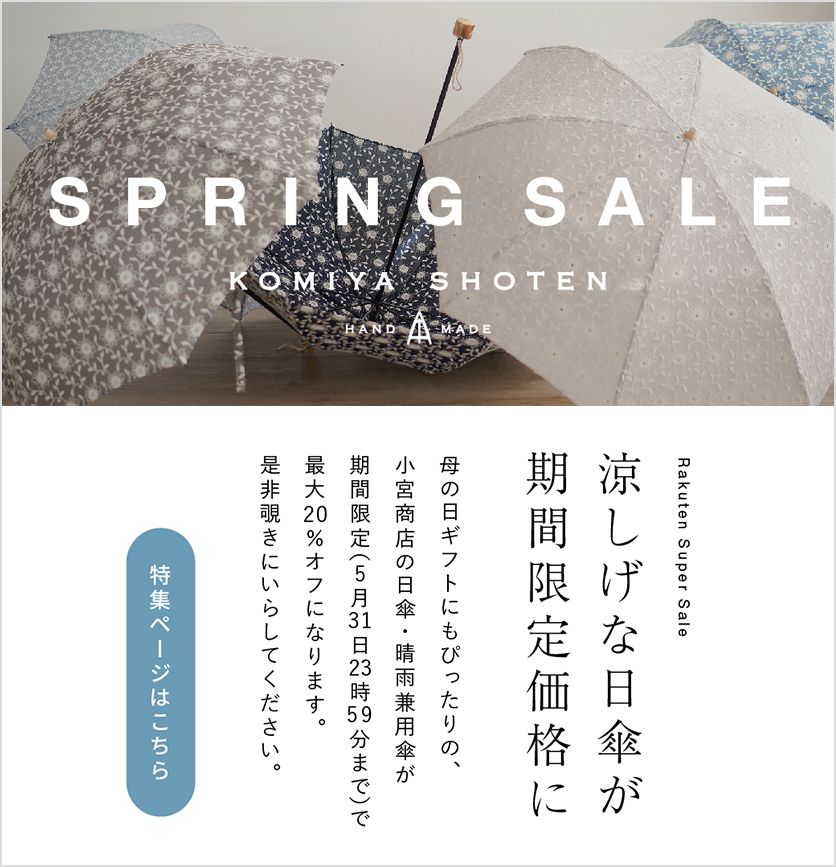 SPRING SALE
KOMIYA SHOTEN
HAND MADE
Rakuten Super Sale
涼しげな日傘が
期間限定価格に
母の日ギフトにもぴったりの、
小宮商店の日傘・晴雨兼用傘が
期間限定(5月31日23時59分まで)で
最大20%オフになります。
是非覗きにいらしてください。
特集ページはこちら